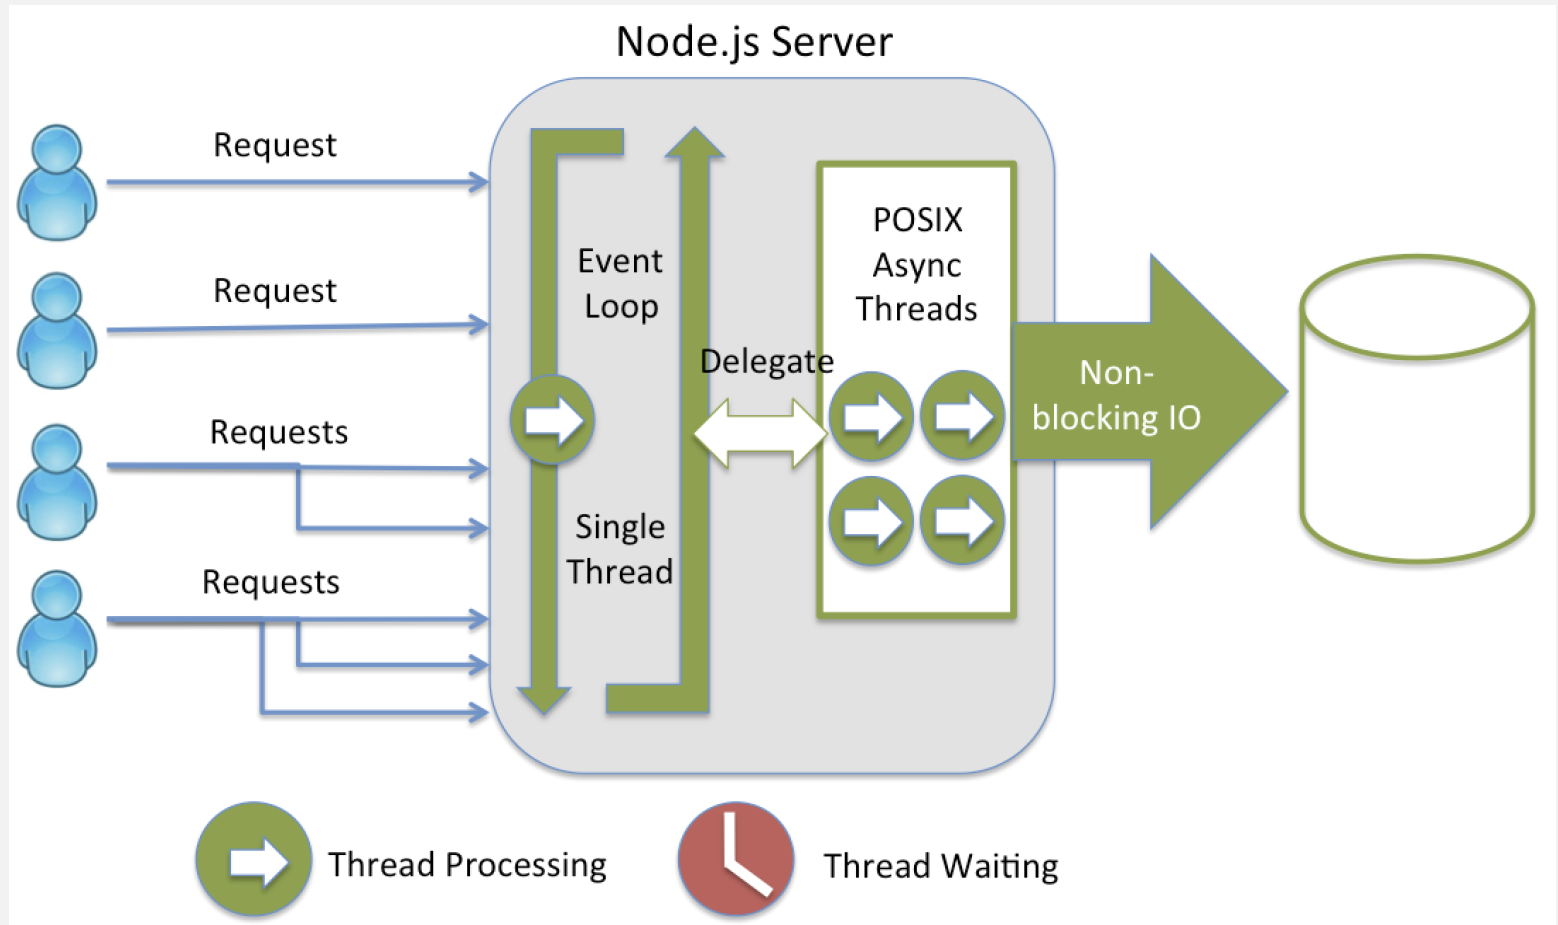 Node.js Server
Request
Request
Requests
Requests
Event
Loop
Single
Thread
Delegate
POSIX
Async
Threads
Non-
blocking IO
Thread Processing
Thread Waiting